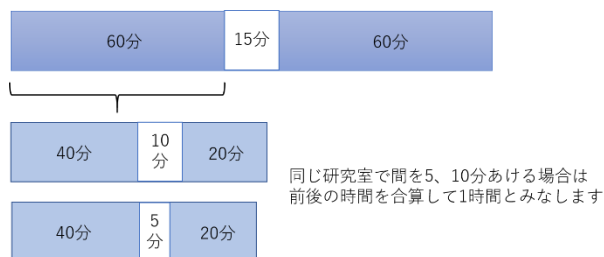 60分
15分
60分
40分
10
分
20分
同じ研究室で間を5、10分あける場合は
前後の時間を合算して1時間とみなします
40分
5
分
20分